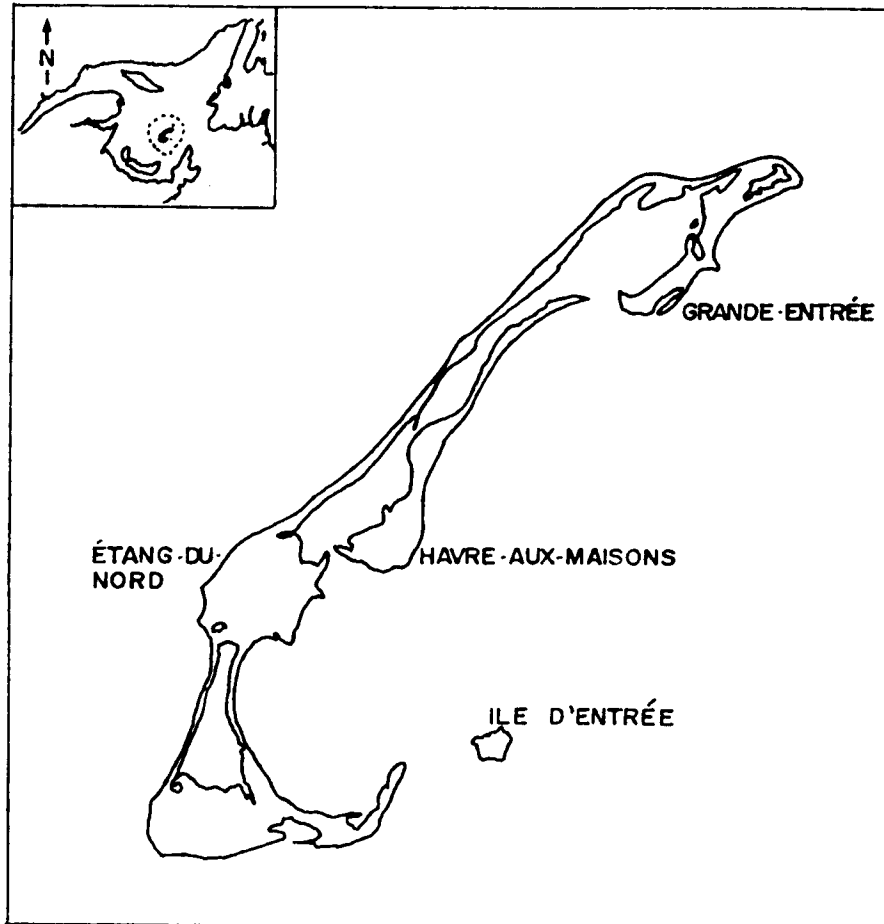 N
GRANDE-ENTRÉE
ÉTANG-DU-
NORD
HAVRE-AUX-MAISONS
ILE D'ENTRÉE